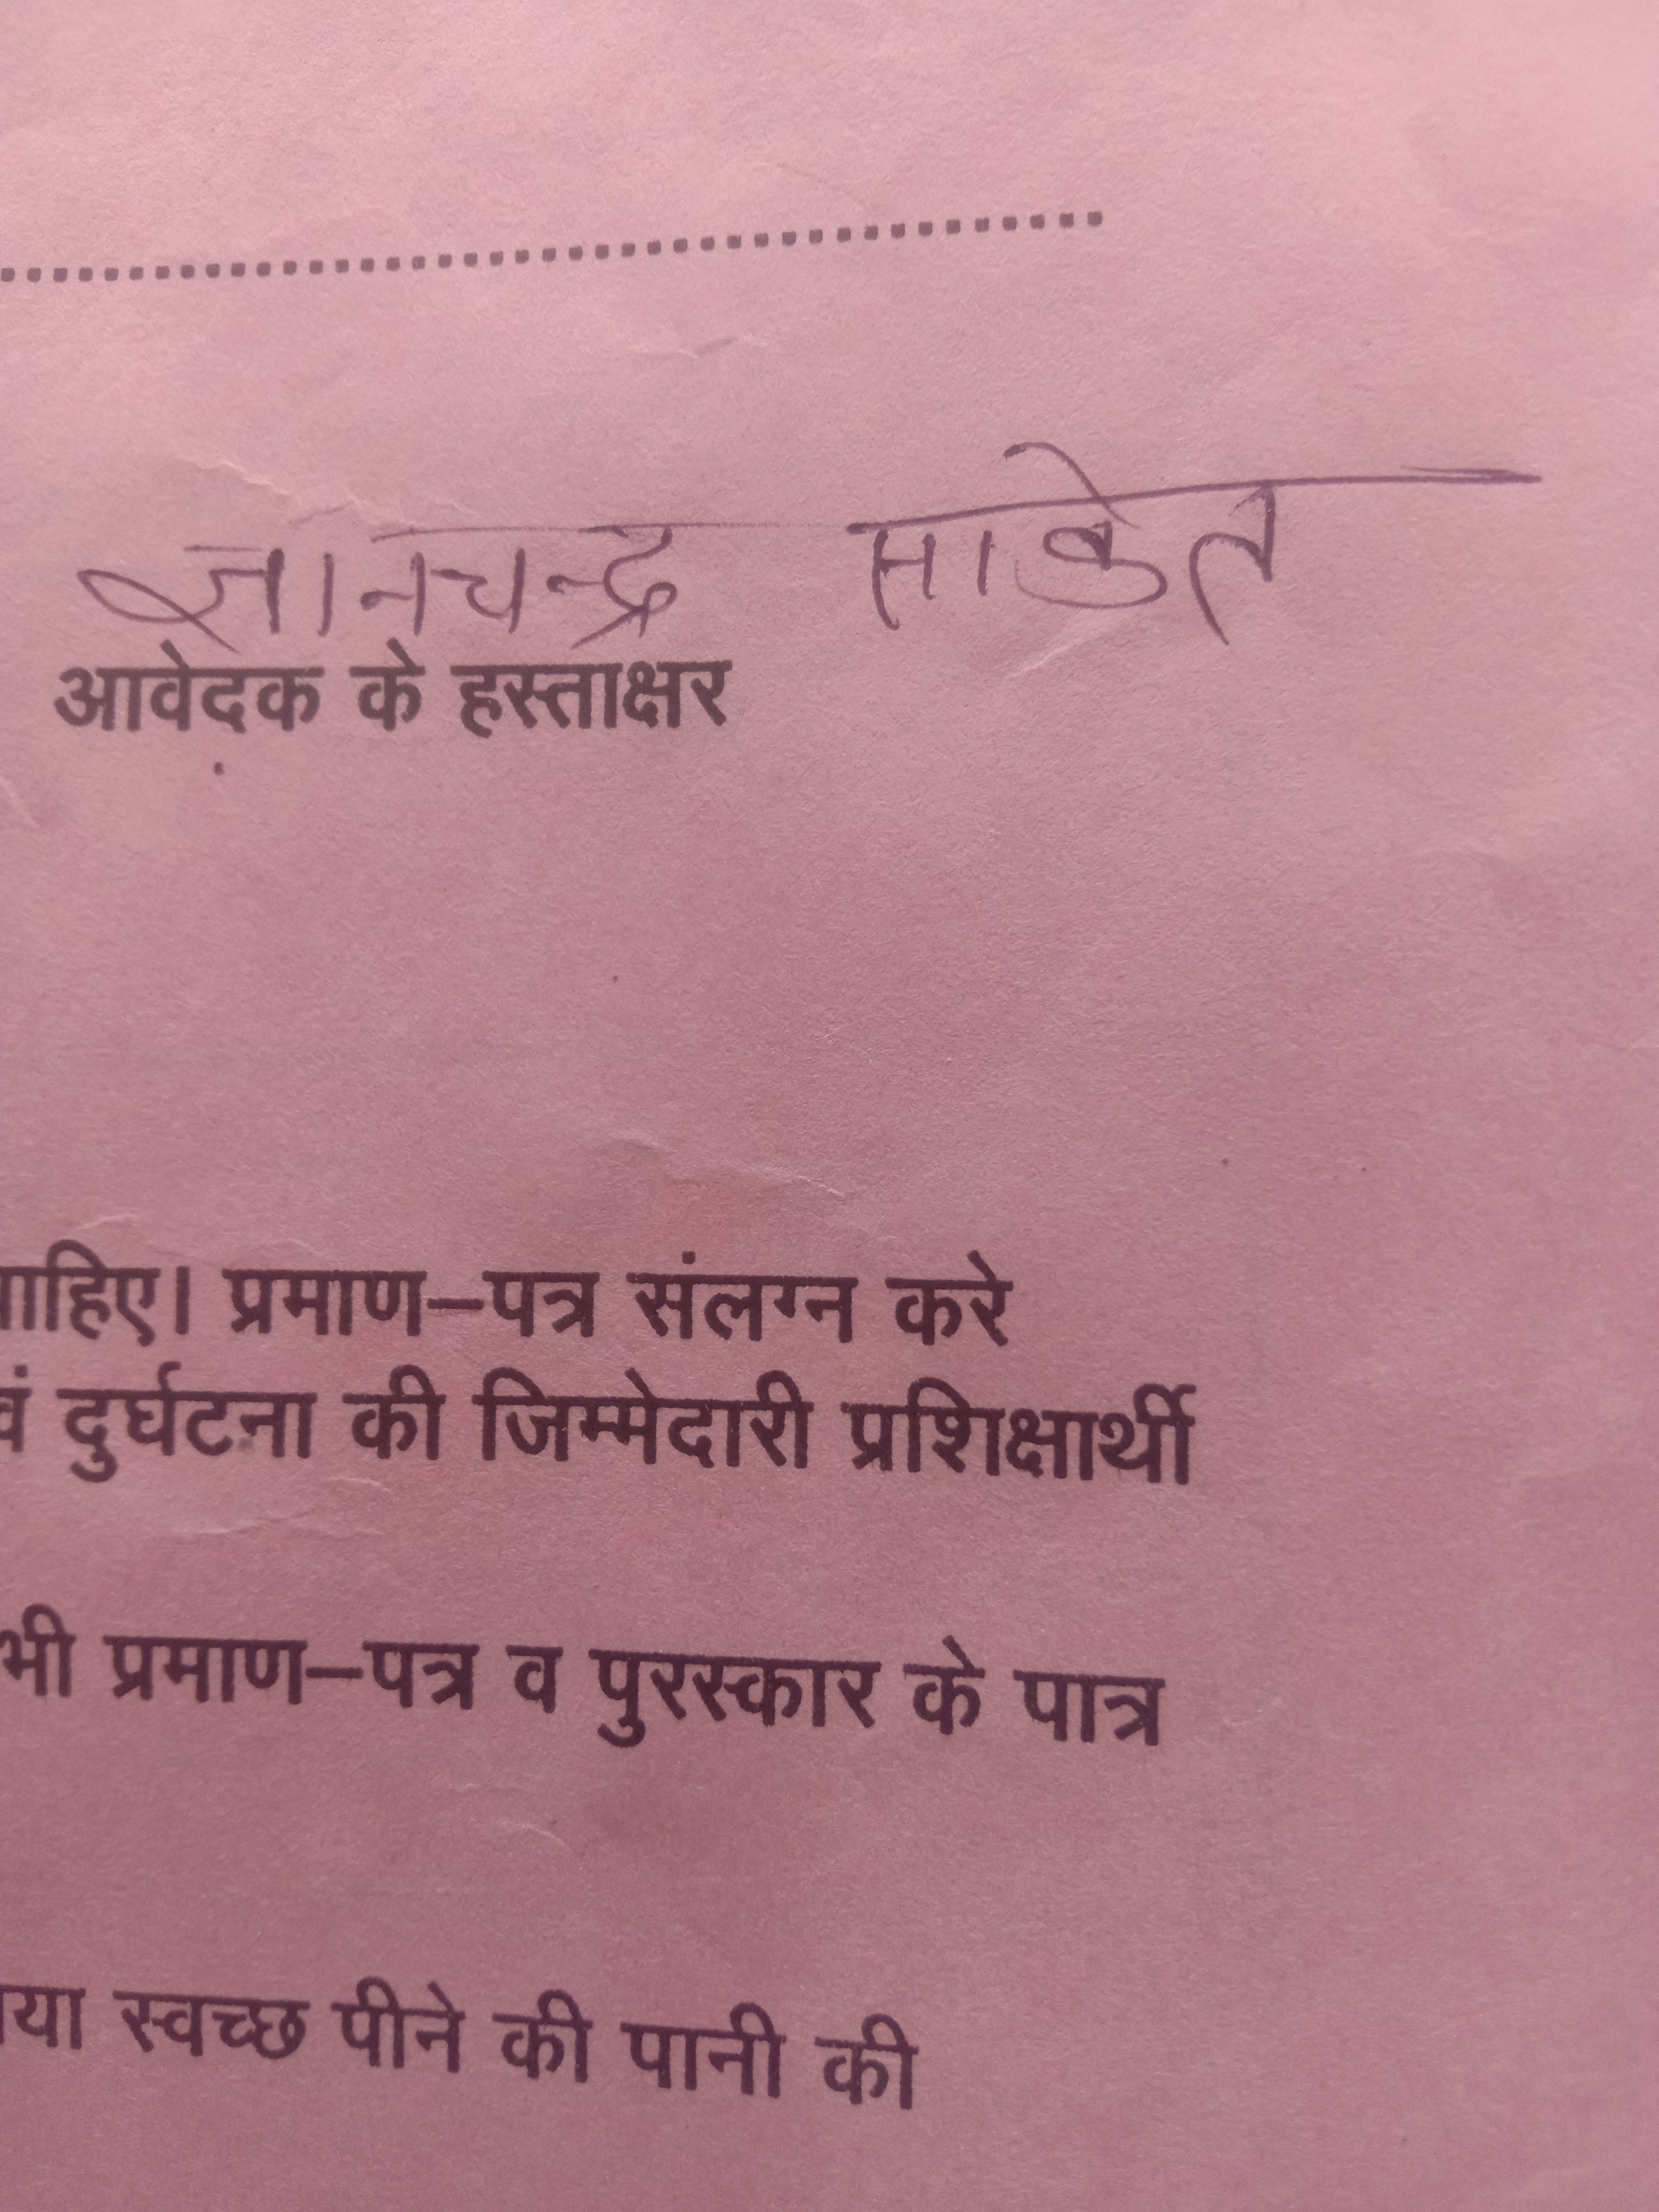 ज्ञानचन्द्र साकेत
आवेदक के हस्ताक्षर
प्रमाण–पत्र संलग्न करे
दुर्घटना की जिम्मेदारी प्रशिक्षार्थी
भी प्रमाण–पत्र व पुरस्कार के पात्र
स्वच्छ पीने की पानी की